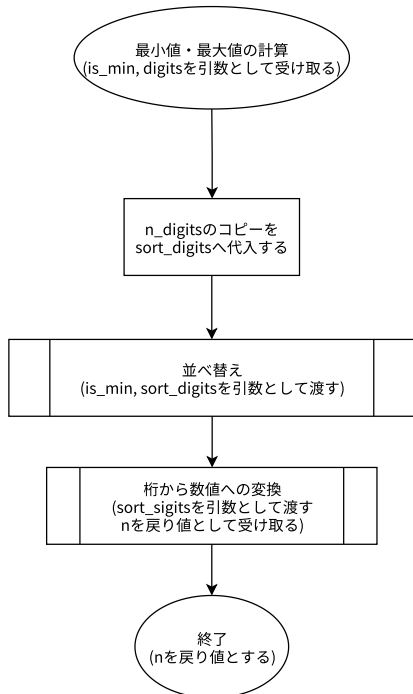 最小値・最大値の計算
(is_min, digitsを引数として受け取る)
n_digitsのコピーを
sort_digitsへ代入する
並べ替え
(is_min, sort_digitsを引数として渡す)
桁から数値への変換
(sort_sigitsを引数として渡す
nを戻り値として受け取る)
終了
(nを戻り値とする)